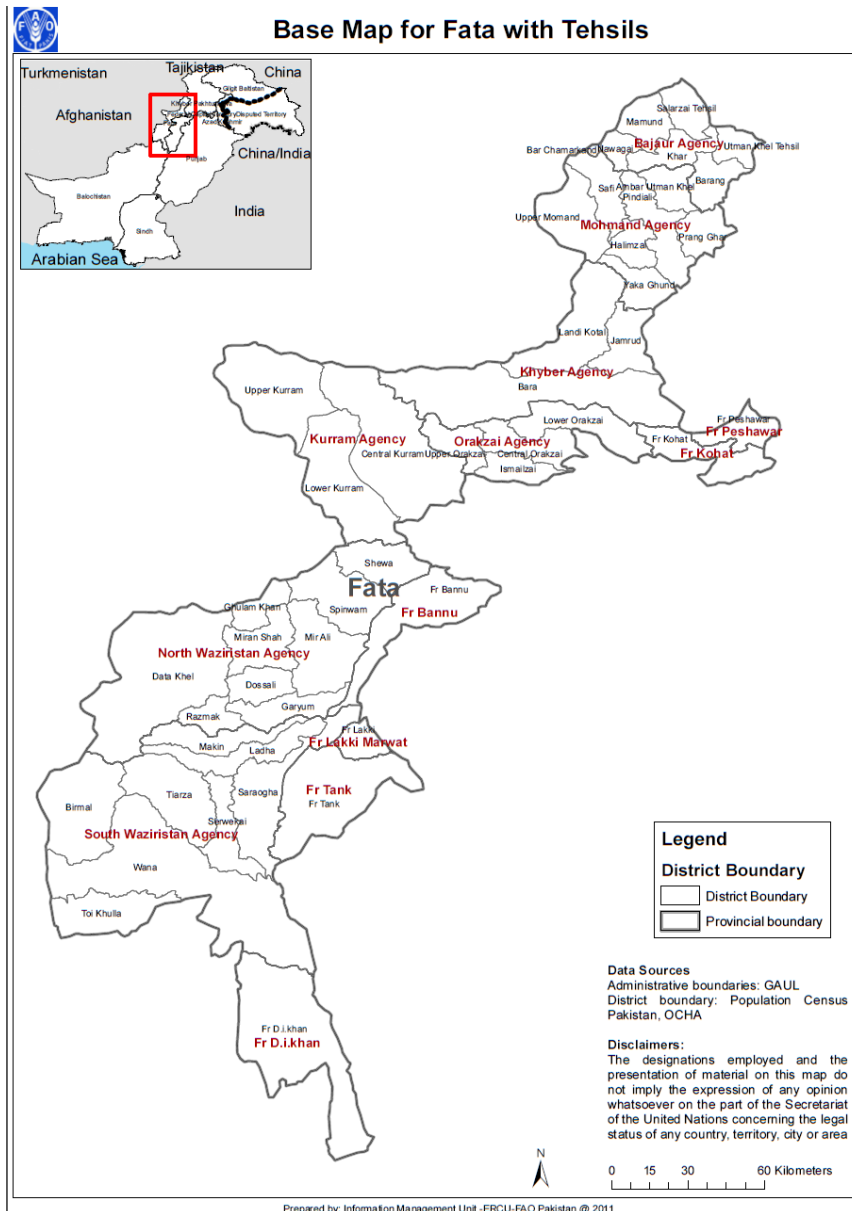 Base Map for Fata with Tehsils
Turkmenistan
Tajikistan
China
Gilgit Baltistan
Afghanistan
Disputed Territory
China/India
Punjab
Balochistan
India
Sindh
Arabian Sea
Salarzai Tehsil
Mamund
Bar Chamarkand
Nawagai
Bajaur Agency
Utman Khel Tehsil
Khar
Safi
Ambar Utman Khel
Barang
Pindiali
Upper Momand
Mohmand Agency
Halimzai
Prang Ghar
Yaka Ghund
Landi Kotal
Jamrud
Khyber Agency
Bara
Upper Kurram
Lower Orakzai
Fr Peshawar
Fr Peshawar
Kurram Agency
Orakzai Agency
Fr Kohat
Fr Kohat
Central Kurram
Upper Orakzai
Central Orakzai
Ismailzai
Lower Kurram
Shewa
Fata
Fr Bannu
Fr Bannu
Ghulam Khan
Spinwam
Miran Shah
Mir Ali
North Waziristan Agency
Data Khel
Dossali
Garyum
Razmak
Fr Lakki
Makin
Ladha
Fr Lakki Marwat
Tiarza
Saraogha
Fr Tank
Fr Tank
Birmal
Serwekai
South Waziristan Agency
Wana
Toi Khulla
Fr D.i.khan
Fr D.i.khan
Legend
District Boundary
District Boundary
Provincial boundary
Data Sources
Administrative boundaries: GAUL
District boundary: Population Census
Pakistan, OCHA
Disclaimers:
The designations employed and the
presentation of material on this map do
not imply the expression of any opinion
whatsoever on the part of the Secretariat
of the United Nations concerning the legal
status of any country, territory, city or area
N
0 15 30 60 Kilometers
Prepared by: Information Management Unit -ERCU-FAO Pakistan @ 2011